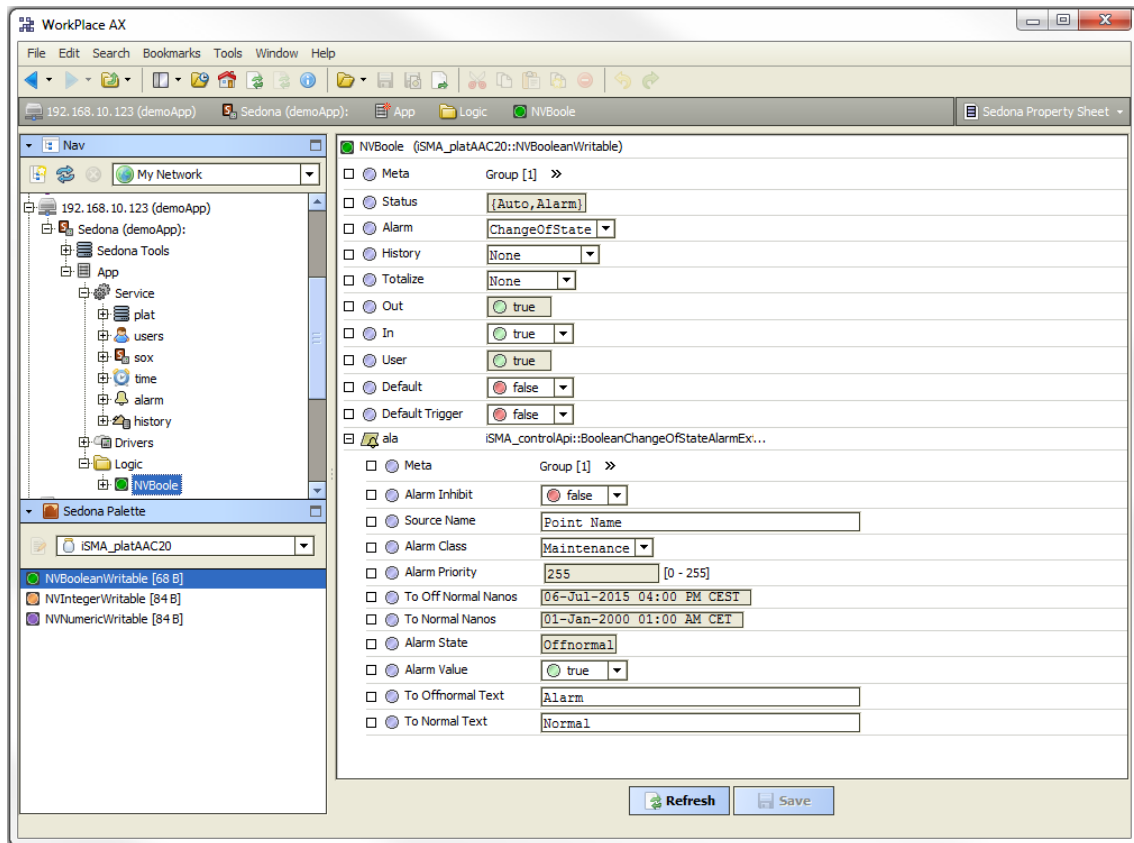 WorkPlace AX
File Edit Search Bookmarks Tools Window Help
192.168.10.123 (demoApp) Sedona (demoApp): App Logic NVBoole Sedona Property Sheet
Nav
My Network
192.168.10.123 (demoApp)
Sedona (demoApp):
Sedona Tools
App
Service
plat
users
sox
time
alarm
history
Drivers
Logic
NVBoole
Sedona Palette
iSMA_platAAC20
NVBooleanWritable [68 B]
NVIntegerWritable [84 B]
NVNumericWritable [84 B]
NVBoole (iSMA_platAAC20::NVBooleanWritable)
Meta Group [1] »
Status {Auto,Alarm}
Alarm ChangeOfState
History None
Totalize None
Out true
In true
User true
Default false
Default Trigger false
ala iSMA_controlApi::BooleanChangeOfStateAlarmEx...
Meta Group [1] »
Alarm Inhibit false
Source Name Point Name
Alarm Class Maintenance
Alarm Priority 255 [0 - 255]
To Off Normal Nanos 06-Jul-2015 04:00 PM CEST
To Normal Nanos 01-Jan-2000 01:00 AM CET
Alarm State Offnormal
Alarm Value true
To Offnormal Text Alarm
To Normal Text Normal
Refresh Save